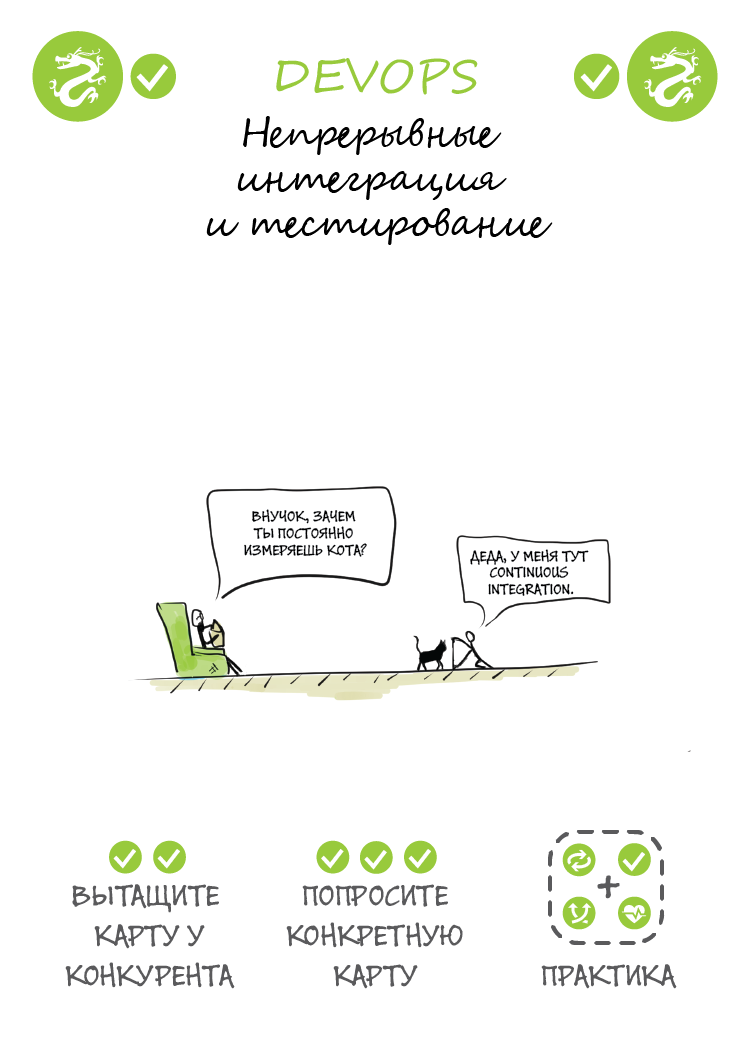 DEVOPS
Непрерывные
интеграция
и тестирование
ВНУЧОК, ЗАЧЕМ
ТЫ ПОСТОЯННО
ИЗМЕРЯЕШЬ КОТА?
ДЕДА, У МЕНЯ ТУТ
CONTINUOUS
INTEGRATION.
ВЫТАЩИТЕ
КАРТУ У
КОНКУРЕНТА
ПОПРОСИТЕ
КОНКРЕТНУЮ
КАРТУ
ПРАКТИКА